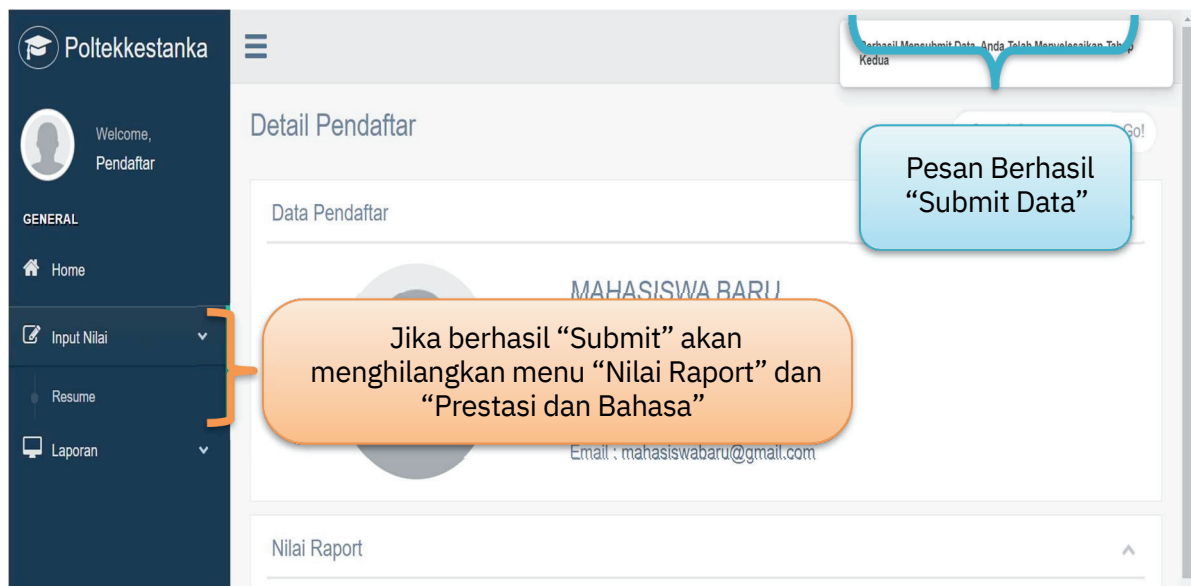 Poltekkestanka
Berhasil Mensubmit Data, Anda Telah Menyelesaikan Tahap
Kedua
Welcome,
Pendaftar
Detail Pendaftar
Go!
Pesan Berhasil
“Submit Data”
GENERAL
Data Pendaftar
Home
MAHASISWA BARU
Input Nilai
Jika berhasil “Submit” akan
menghilangkan menu “Nilai Raport” dan
“Prestasi dan Bahasa”
Resume
Laporan
Email : mahasiswabaru@gmail.com
Nilai Raport